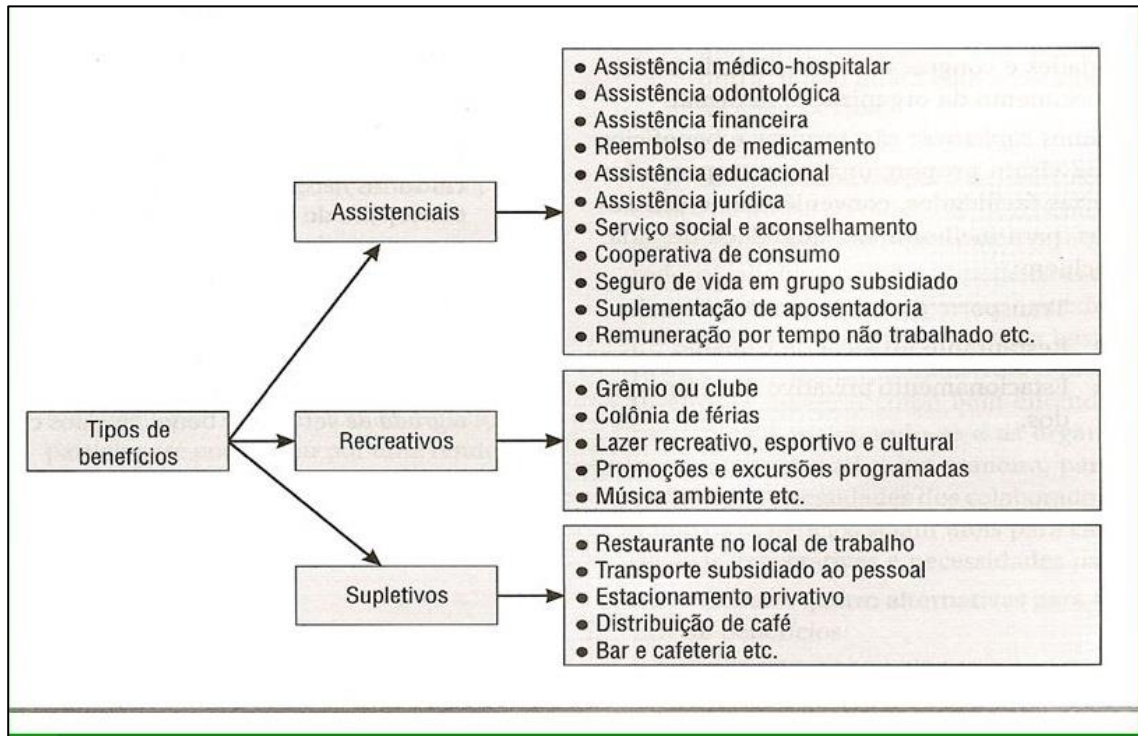 Tipos de
benefícios
Assistenciais
● Assistência médico-hospitalar
● Assistência odontológica
● Assistência financeira
● Reembolso de medicamento
● Assistência educacional
● Assistência jurídica
● Serviço social e aconselhamento
● Cooperativa de consumo
● Seguro de vida em grupo subsidiado
● Suplementação de aposentadoria
● Remuneração por tempo não trabalhado etc.
Recreativos
● Grêmio ou clube
● Colônia de férias
● Lazer recreativo, esportivo e cultural
● Promoções e excursões programadas
● Música ambiente etc.
Supletivos
● Restaurante no local de trabalho
● Transporte subsidiado ao pessoal
● Estacionamento privativo
● Distribuição de café
● Bar e cafeteria etc.